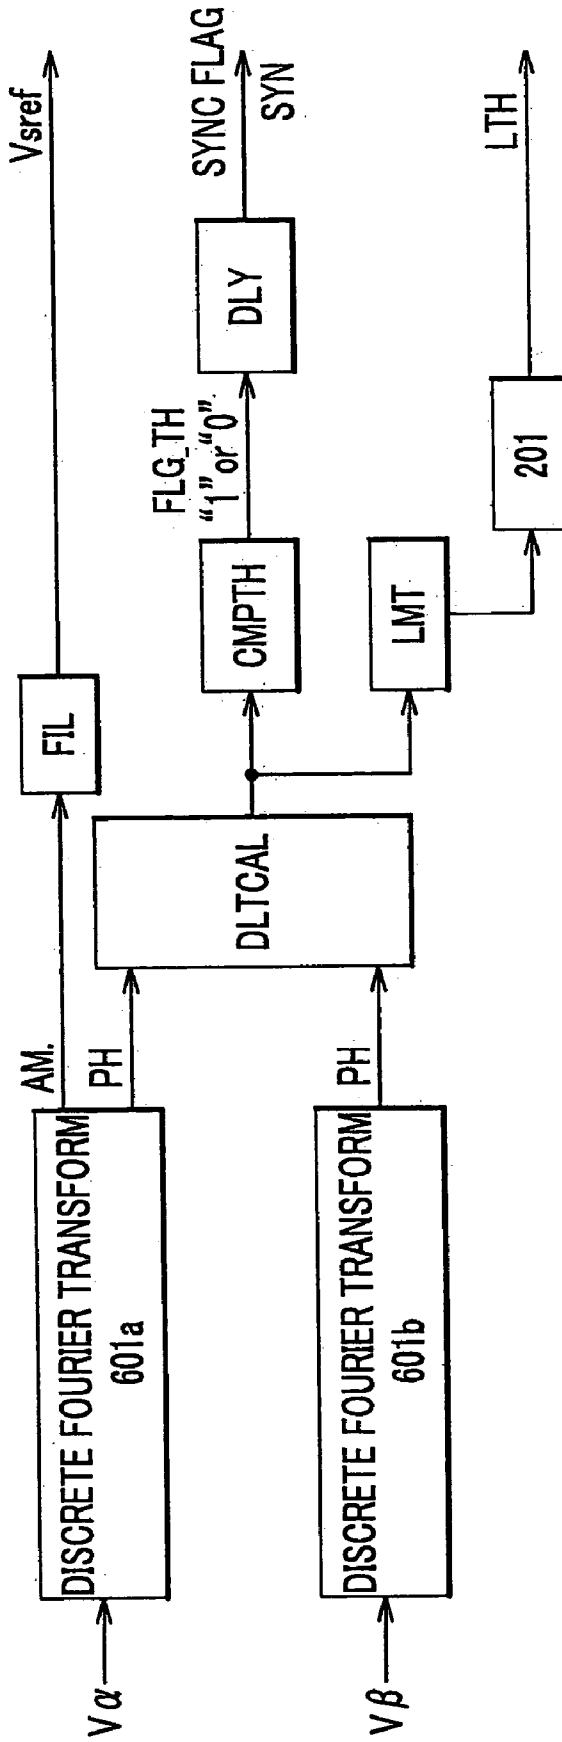 Vα
DISCRETE FOURIER TRANSFORM
601a
AM.
PH
FIL
Vsref
Vβ
DISCRETE FOURIER TRANSFORM
601b
PH
DLTCAL
CMPTH
FLG_TH
“1” or “0”
DLY
SYNC FLAG
SYN
LMT
201
LTH